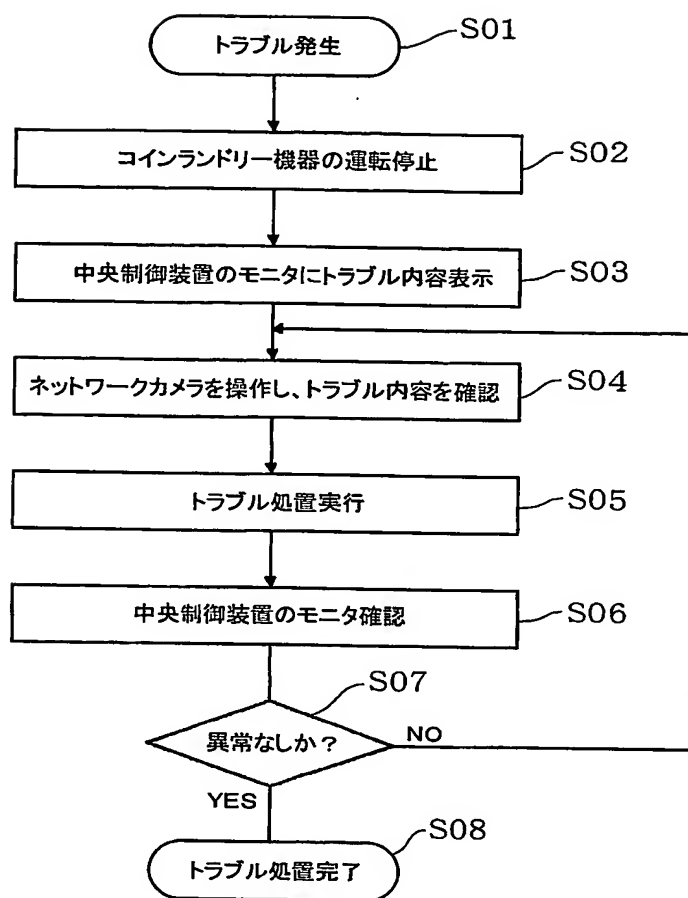 トラブル発生
S01
コインランドリー機器の運転停止
S02
中央制御装置のモニタにトラブル内容表示
S03
ネットワークカメラを操作し、トラブル内容を確認
S04
トラブル処置実行
S05
中央制御装置のモニタ確認
S06
S07
異常なしか？
NO
YES
S08
トラブル処置完了